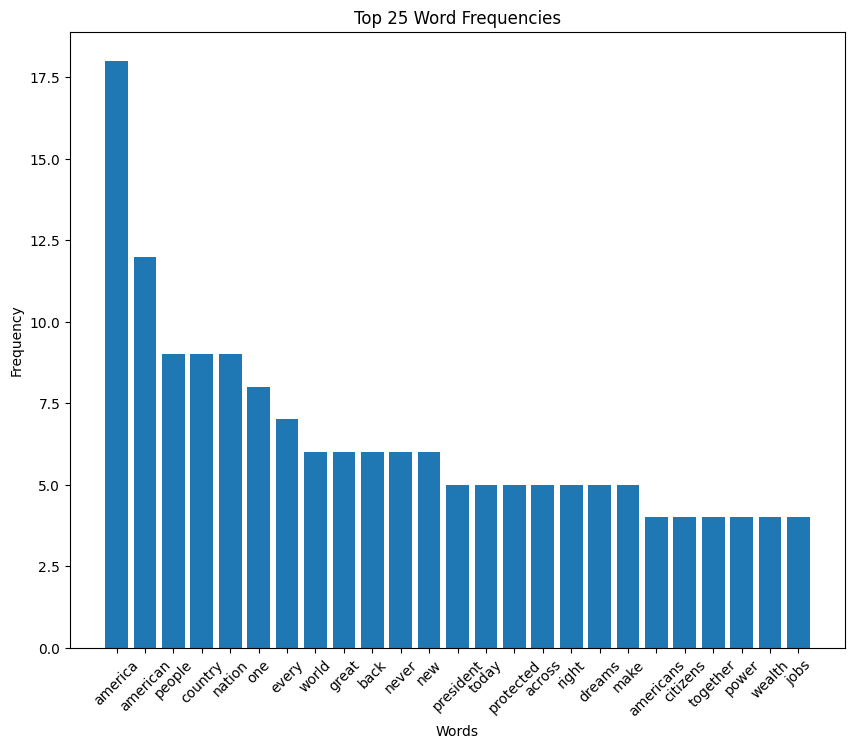 Top 25 Word Frequencies
Frequency
17.5
15.0
12.5
10.0
7.5
5.0
2.5
0.0
america
american
people
country
nation
one
every
world
great
back
never
new
president
today
protected
across
right
dreams
make
americans
citizens
together
power
wealth
jobs
Words